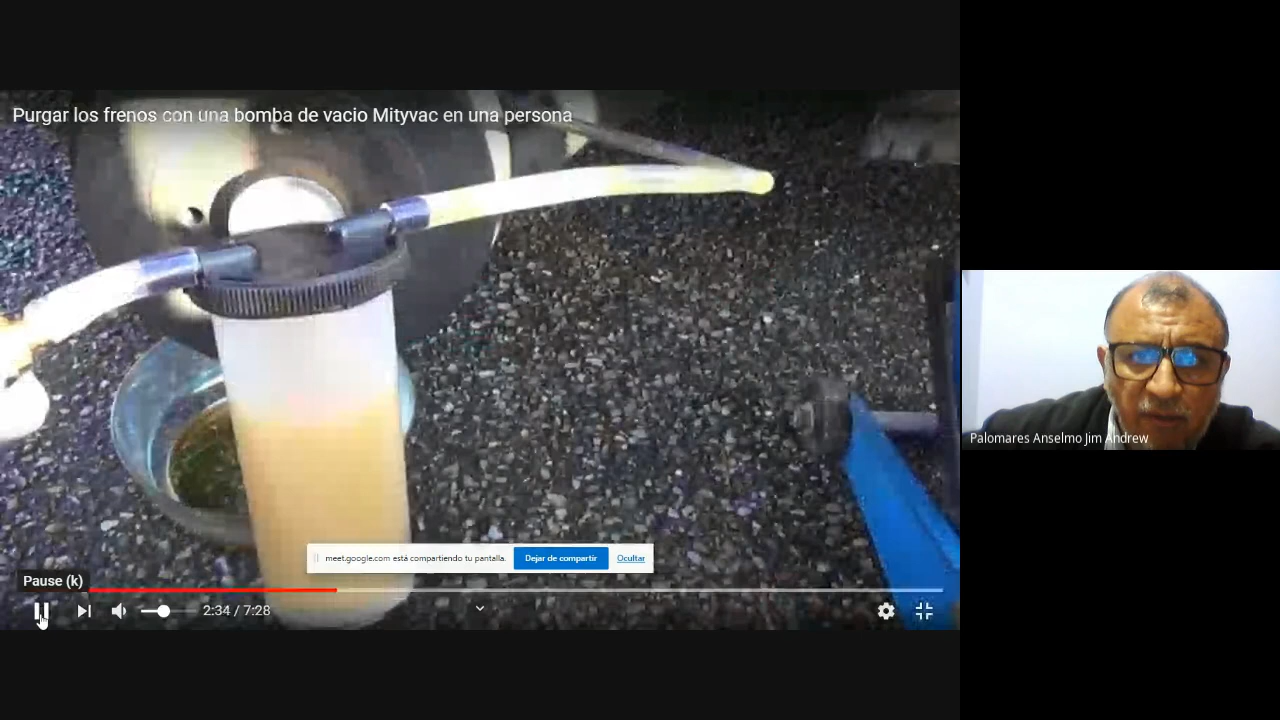 Purgar los frenos con una bomba de vacio Mityvac en una persona
Palomares Anselmo Jim Andrew
meet.google.com está compartiendo tu pantalla.
Dejar de compartir
Ocultar
Pause (k)
2:34 / 7:28